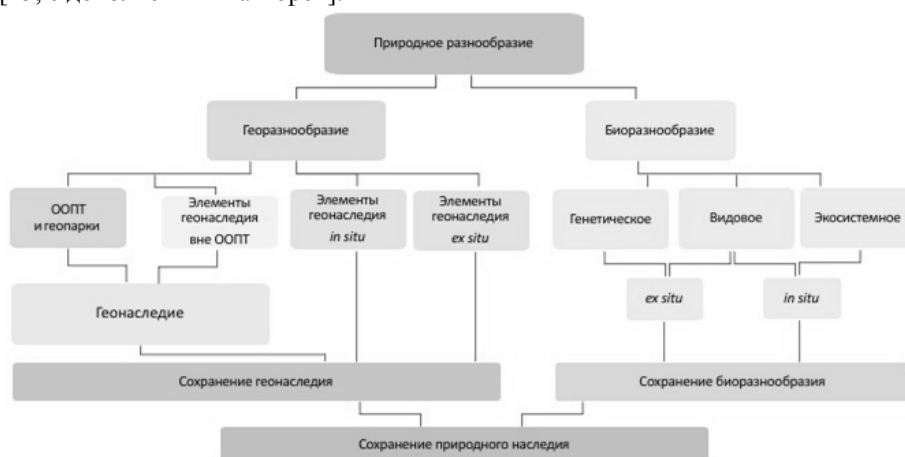 Природное разнообразие
Георазнообразие
Биоразнообразие
ООПТ
и геопарки
Элементы
геонаследия
вне ООПТ
Элементы
геонаследия
in situ
Элементы
геонаследия
ex situ
Генетическое
Видовое
Экосистемное
ex situ
in situ
Геонаследие
Сохранение геонаследия
Сохранение биоразнообразия
Сохранение природного наследия